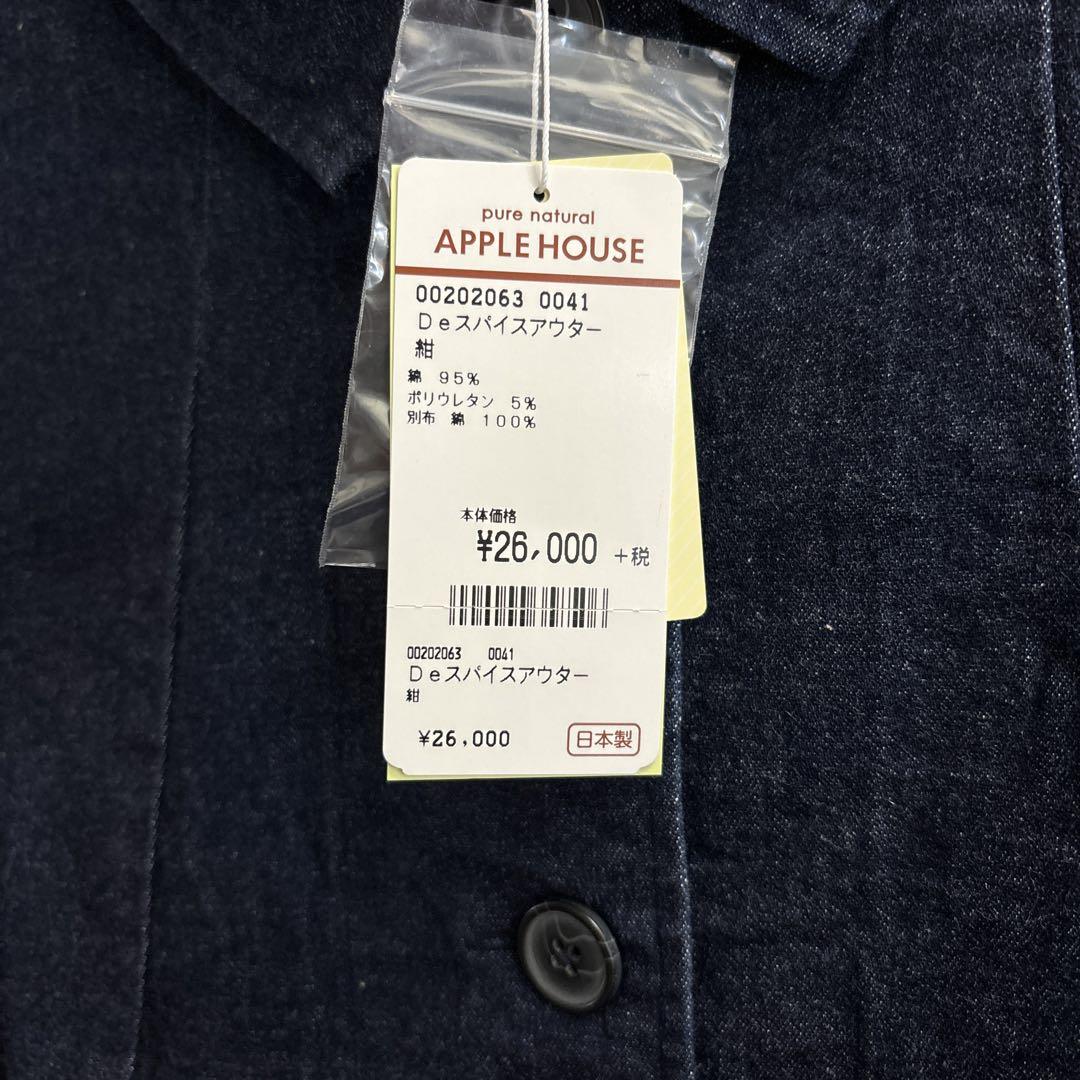 pure natural
APPLE HOUSE
00202063 0041
Deスパイスアウター
紺
綿 95%
ポリウレタン 5%
別布 綿 100%
本体価格
¥26,000 +税
00202063 0041
Deスパイスアウター
紺
¥26,000 日本製